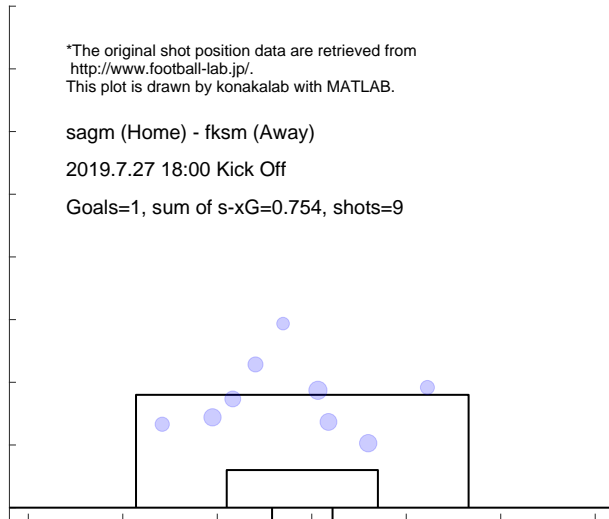 *The original shot position data are retrieved from
http://www.football-lab.jp/.
This plot is drawn by konakalab with MATLAB.
sagm (Home) - fksm (Away)
2019.7.27 18:00 Kick Off
Goals=1, sum of s-xG=0.754, shots=9